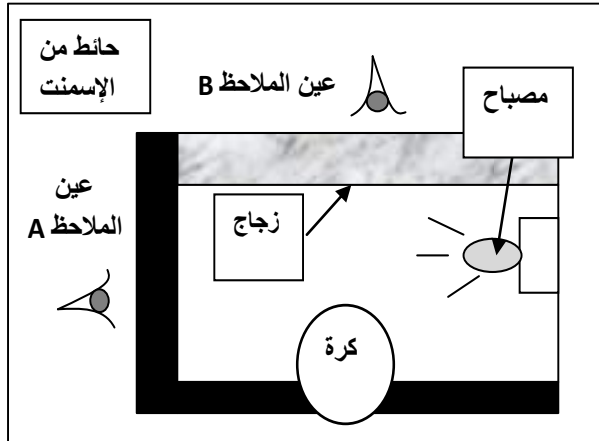 حائط من
الإسمنت
عين الملاحظ B
مصباح
عين
الملاحظ A
زجاج
كرة